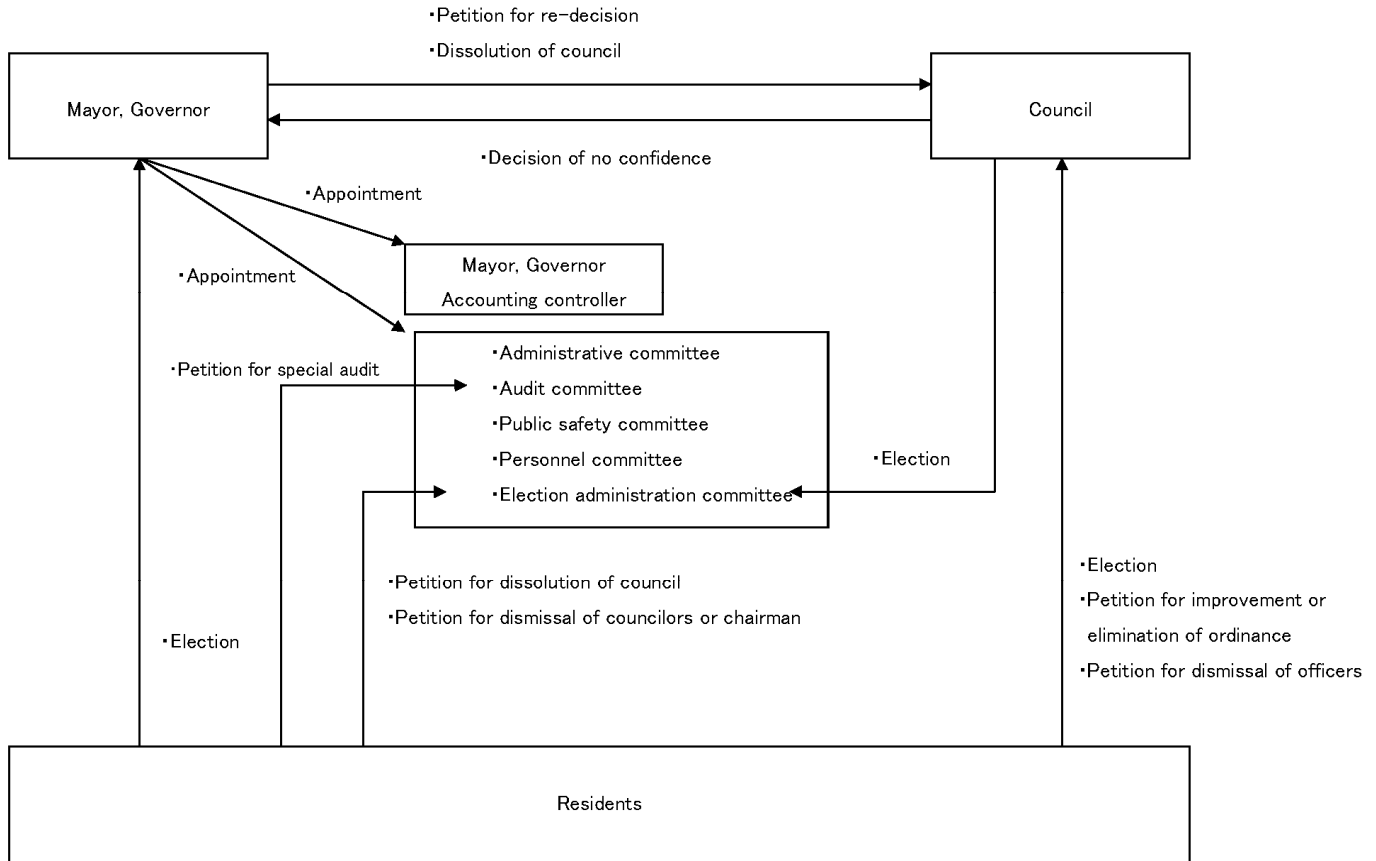 ・Petition for re-decision
・Dissolution of council
Mayor, Governor
Council
・Decision of no confidence
・Appointment
・Appointment
Mayor, Governor
Accounting controller
・Petition for special audit
・Administrative committee
・Audit committee
・Public safety committee
・Personnel committee
・Election administration committee
・Election
・Petition for dissolution of council
・Petition for dismissal of councilors or chairman
・Election
・Election
・Petition for improvement or
elimination of ordinance
・Petition for dismissal of officers
Residents